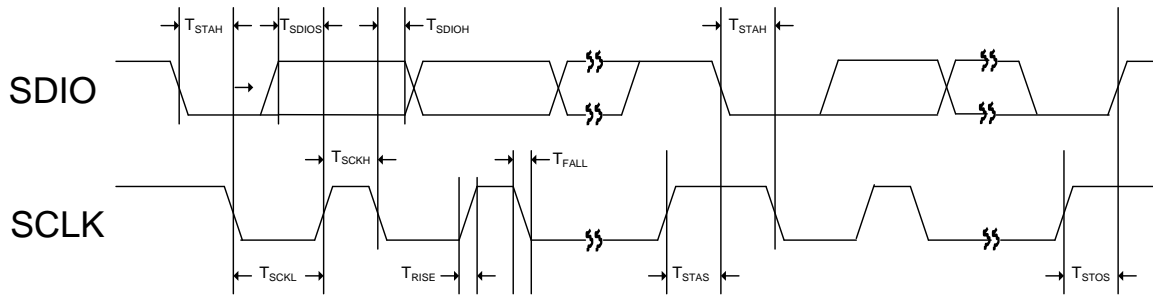 TSTAH TSDIOS TSDIOH TSTAH
SDIO
TSCKH TFALL
SCLK
TSCKL TRISE TSTAS TSTOS